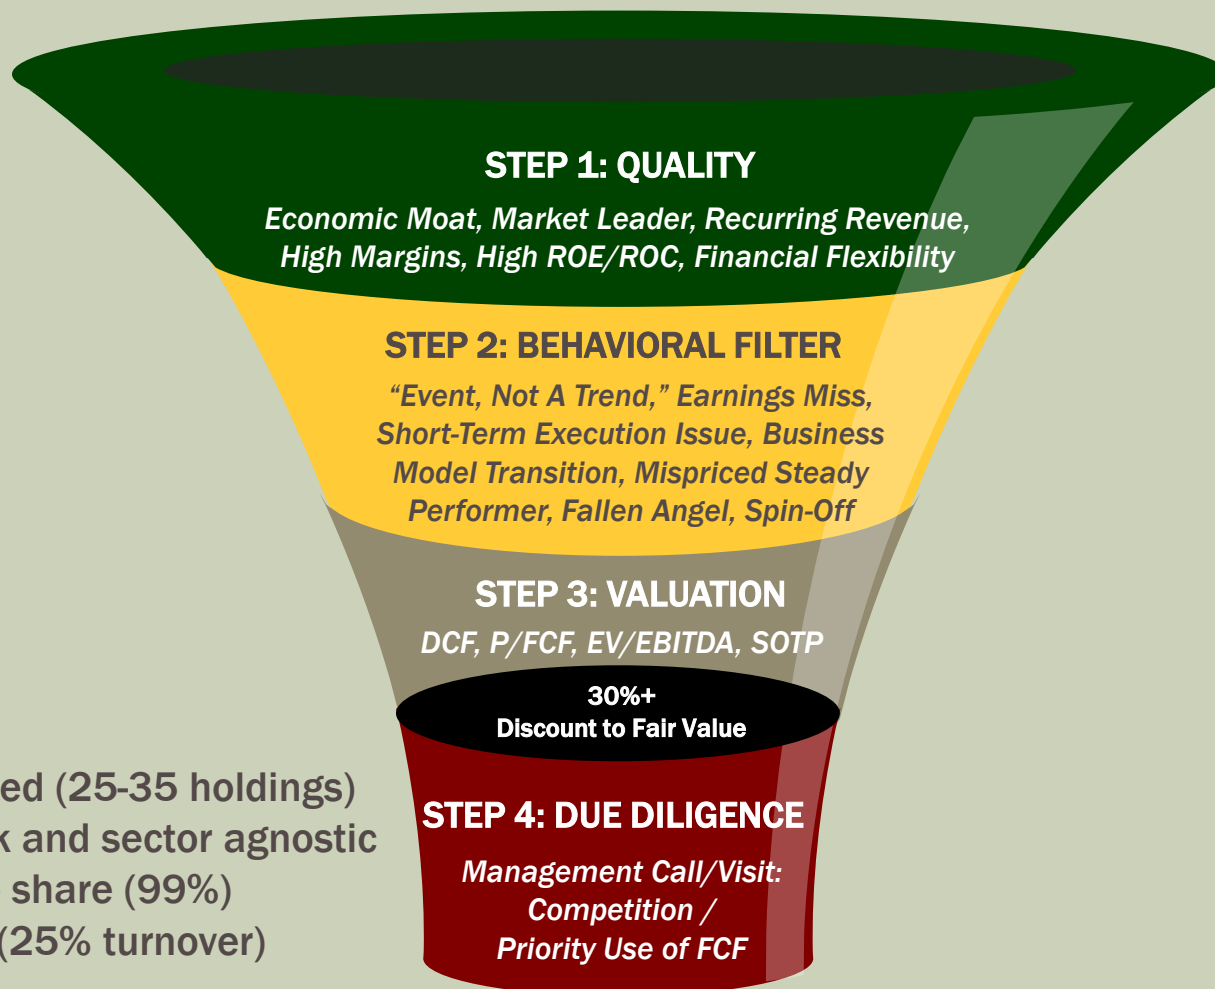 STEP 1: QUALITY
Economic Moat, Market Leader, Recurring Revenue,
High Margins, High ROE/ROC, Financial Flexibility
STEP 2: BEHAVIORAL FILTER
“Event, Not A Trend,” Earnings Miss,
Short-Term Execution Issue, Business
Model Transition, Mispriced Steady
Performer, Fallen Angel, Spin-Off
STEP 3: VALUATION
DCF, P/FCF, EV/EBITDA, SOTP
30%+
Discount to Fair Value
STEP 4: DUE DILIGENCE
Management Call/Visit:
Competition /
Priority Use of FCF
(25-35 holdings)
and sector agnostic
share (99%)
(25% turnover)